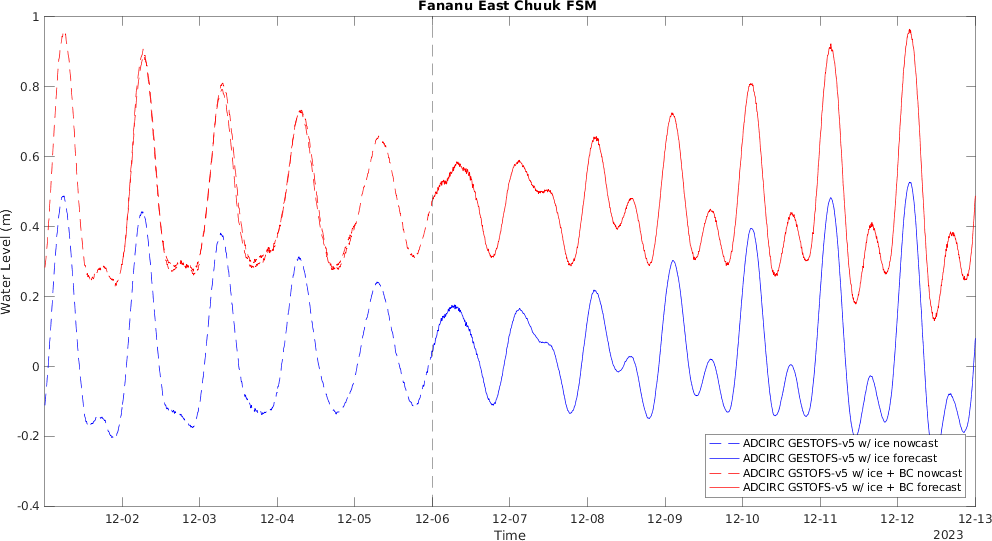 Fananu East Chuuk FSM
1
0.8
0.6
0.4
0.2
0
-0.2
-0.4
Water Level (m)
ADCIRC GESTOFS-v5 w/ ice nowcast
ADCIRC GESTOFS-v5 w/ ice forecast
ADCIRC GSTOFS-v5 w/ ice + BC nowcast
ADCIRC GSTOFS-v5 w/ ice + BC forecast
12-02 12-03 12-04 12-05 12-06 12-07 12-08 12-09 12-10 12-11 12-12 12-13
Time
2023